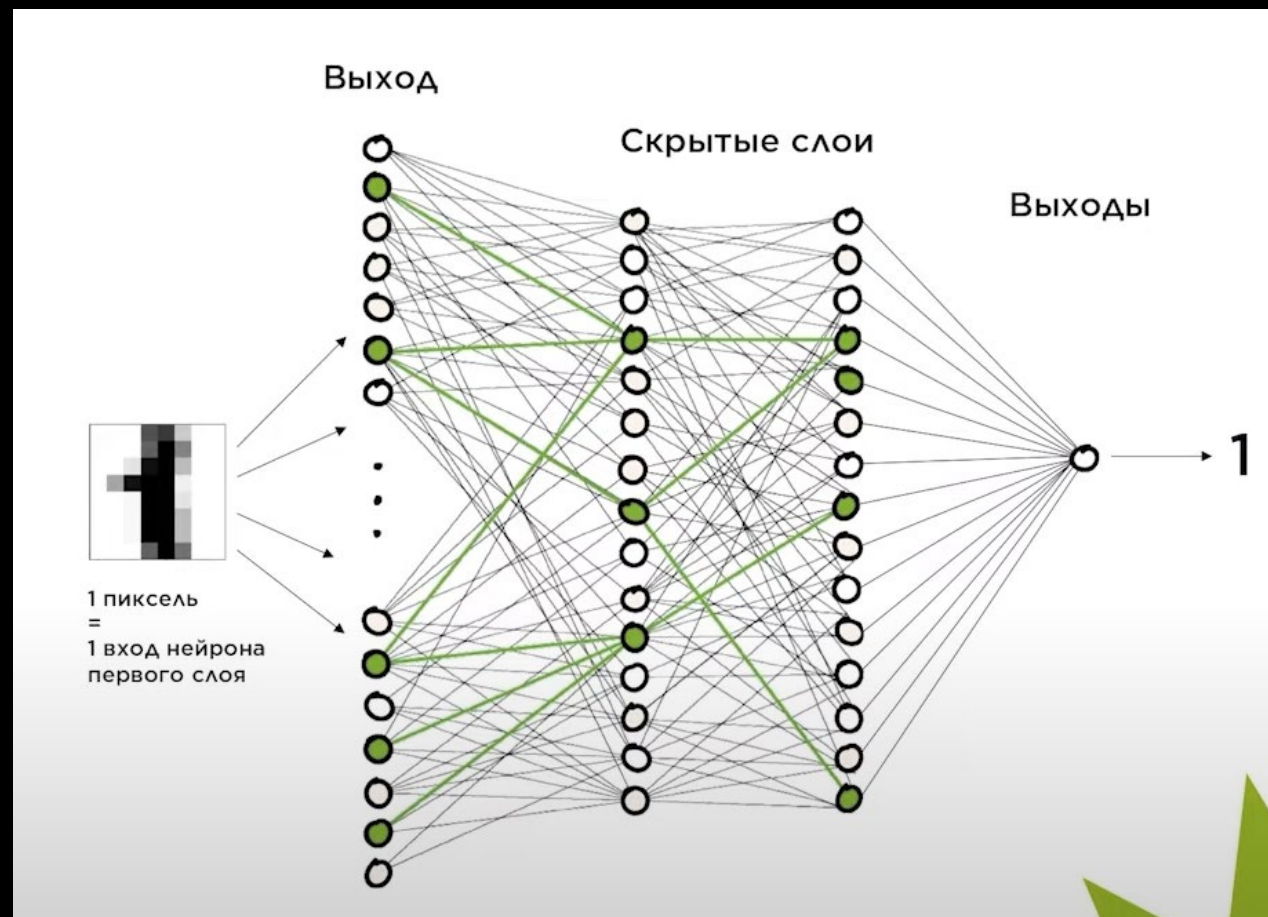 Выход
Скрытые слои
Выходы
1
1 пиксель
=
1 вход нейрона
первого слоя